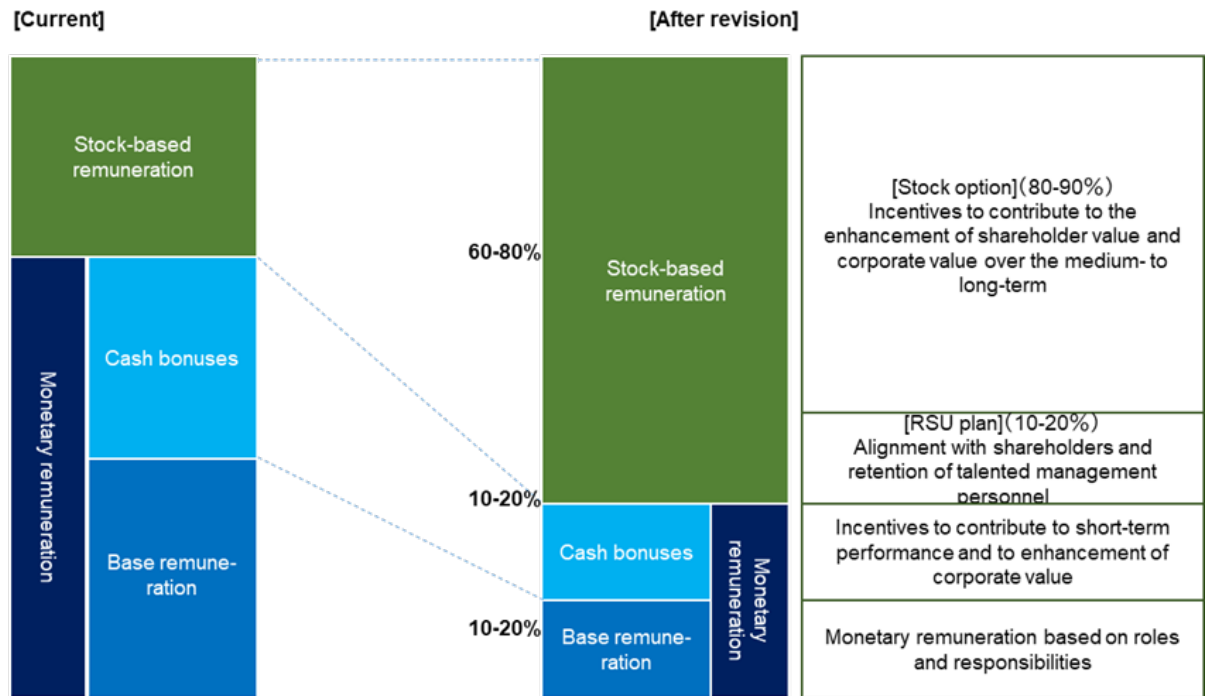 [Current]
[After revision]
Stock-based
remuneration
Cash bonuses
Monetary remuneration
Base remune-
ration
60-80%
10-20%
10-20%
Stock-based
remuneration
Cash bonuses
Base remune-
ration
Monetary
remuneration
[Stock option](80-90%)
Incentives to contribute to the
enhancement of shareholder value and
corporate value over the medium- to
long-term
[RSU plan](10-20%)
Alignment with shareholders and
retention of talented management
personnel
Incentives to contribute to short-term
performance and to enhancement of
corporate value
Monetary remuneration based on roles
and responsibilities